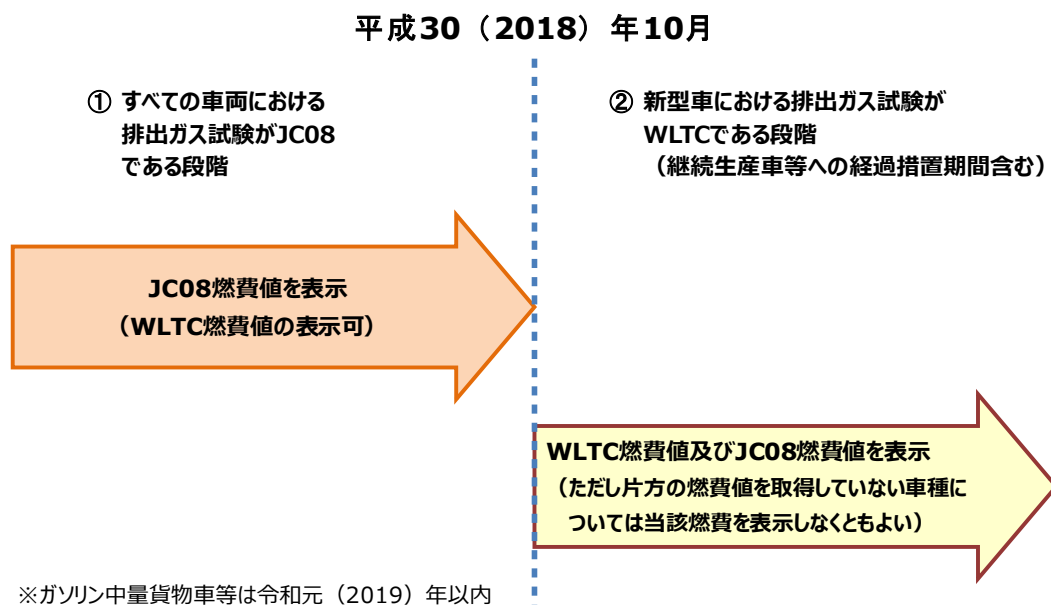 平成30（2018）年10月
① すべての車両における
排出ガス試験がJC08
である段階
② 新型車における排出ガス試験が
WLTCである段階
（継続生産車等への経過措置期間含む）
JC08燃費値を表示
（WLTC燃費値の表示可）
WLTC燃費値及びJC08燃費値を表示
（ただし片方の燃費値を取得していない車種に
ついては当該燃費を表示しなくともよい）
※ガソリン中量貨物車等は令和元（2019）年以内